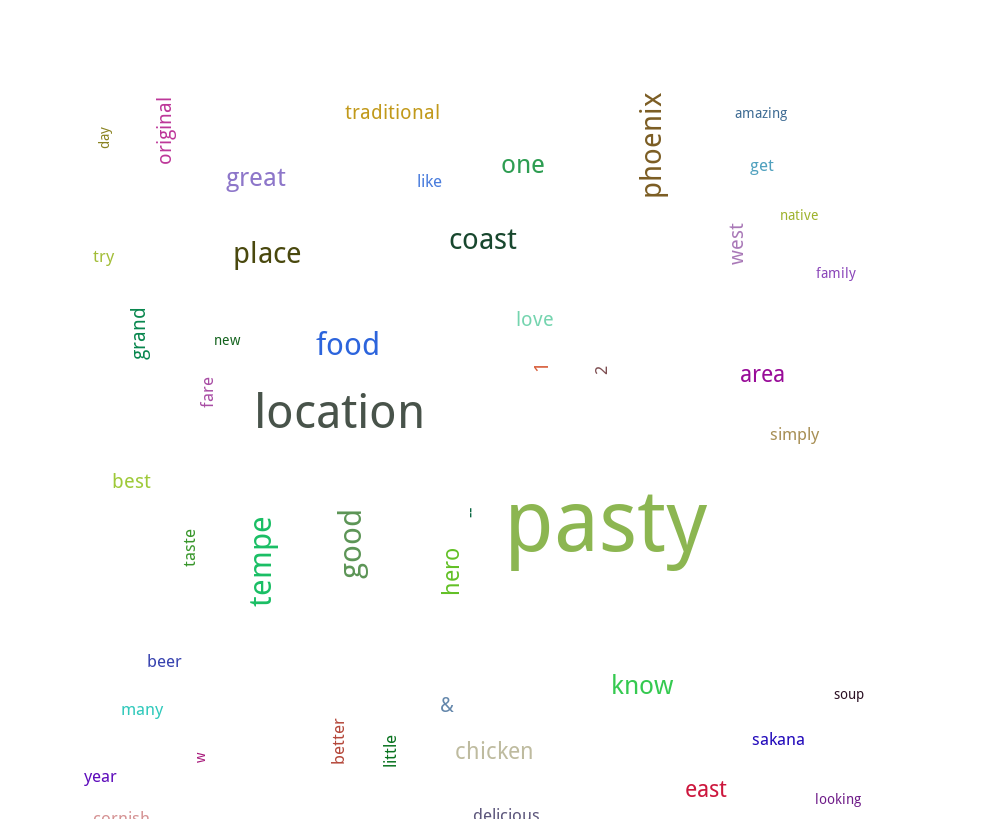 traditional
phoenix
amazing
day
original
great
like
one
get
native
try
place
coast
west
family
grand
new
food
love
1
2
area
fare
location
simply
best
--
pasty
taste
tempe
good
hero
beer
know
soup
many
&
better
little
chicken
sakana
w
year
east
looking
cornish
delicious